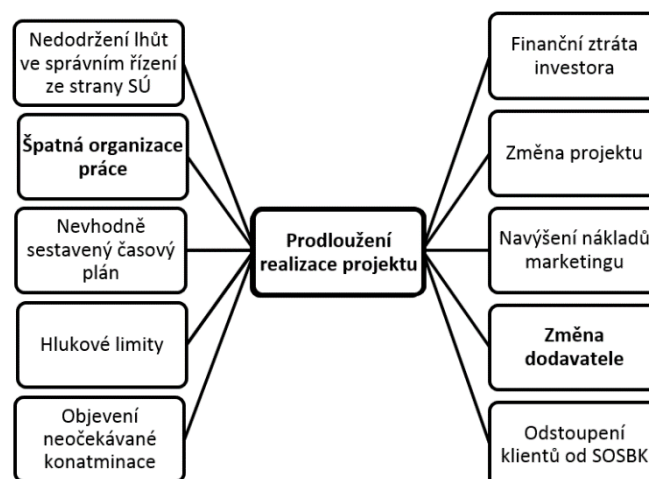 Nedodržení lhůt
ve správním řízení
ze strany SÚ
Špatná organizace
práce
Nevhodně
sestavený časový
plán
Hlukové limity
Objevení
neočekávané
konatminace
Prodloužení
realizace projektu
Finanční ztráta
investora
Změna projektu
Navýšení nákladů
marketingu
Změna
dodavatele
Odstoupení
klientů od SOSBK